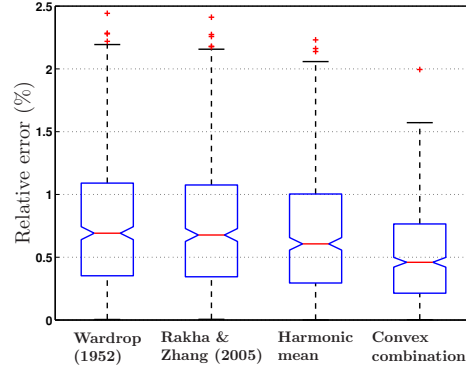 2.5
2
1.5
1
0.5
0
Relative error (%)
Wardrop (1952)
Rakha & Zhang (2005)
Harmonic mean
Convex combination